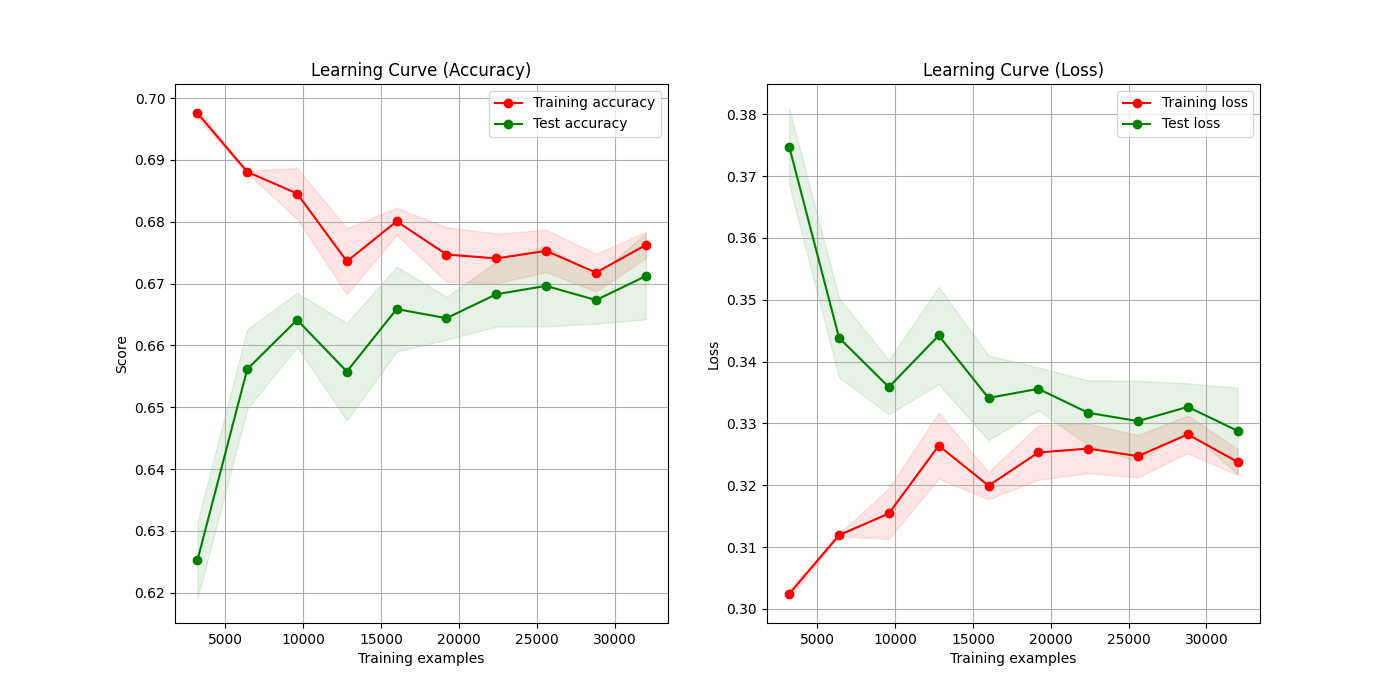 Learning Curve (Accuracy)
Training accuracy
Test accuracy
0.70
0.69
0.68
0.67
0.66
0.65
0.64
0.63
0.62
Score
5000 10000 15000 20000 25000 30000
Training examples
Learning Curve (Loss)
Training loss
Test loss
0.38
0.37
0.36
0.35
0.34
0.33
0.32
0.31
0.30
Loss
5000 10000 15000 20000 25000 30000
Training examples